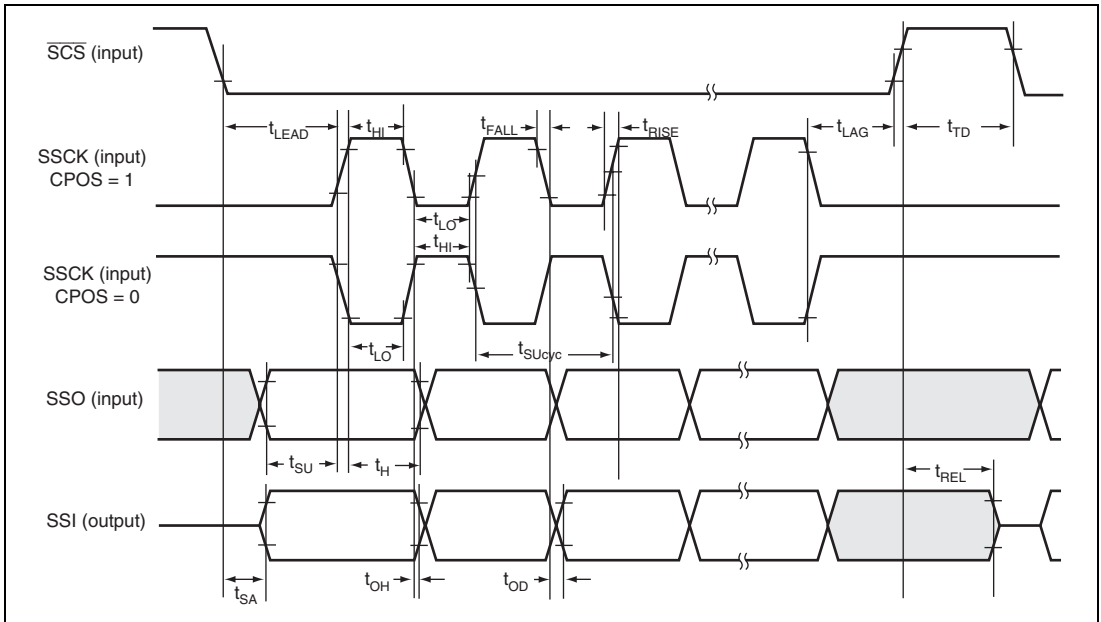 S̅C̅S̅ (input)
tLEAD
tHI
tFALL
tRISE
tLAG
tTD
SSCK (input)
CPOS = 1
tLO
tHI
SSCK (input)
CPOS = 0
tLO
tSUcyc
SSO (input)
tSU
tH
tREL
SSI (output)
tSA
tOH
tOD